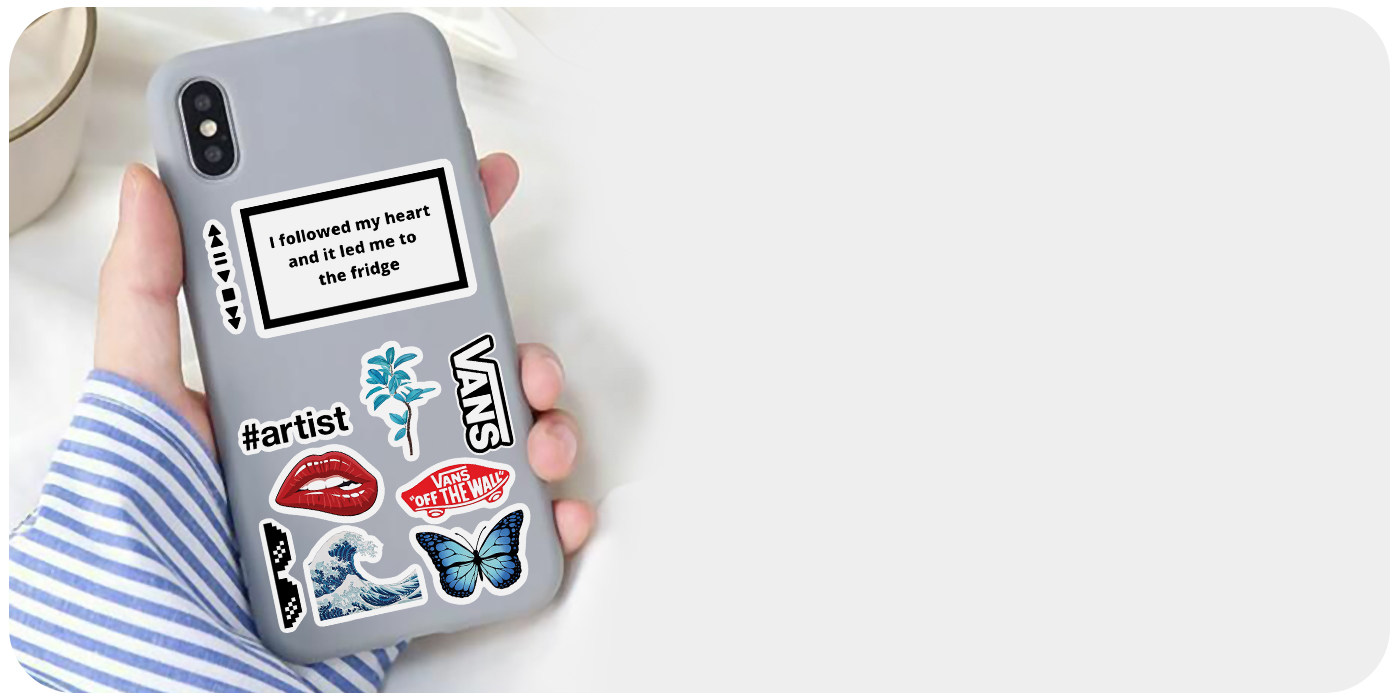 I followed my heart
and it led me to
the fridge
VANS
#artist
VANS
"OFF THE WALL"